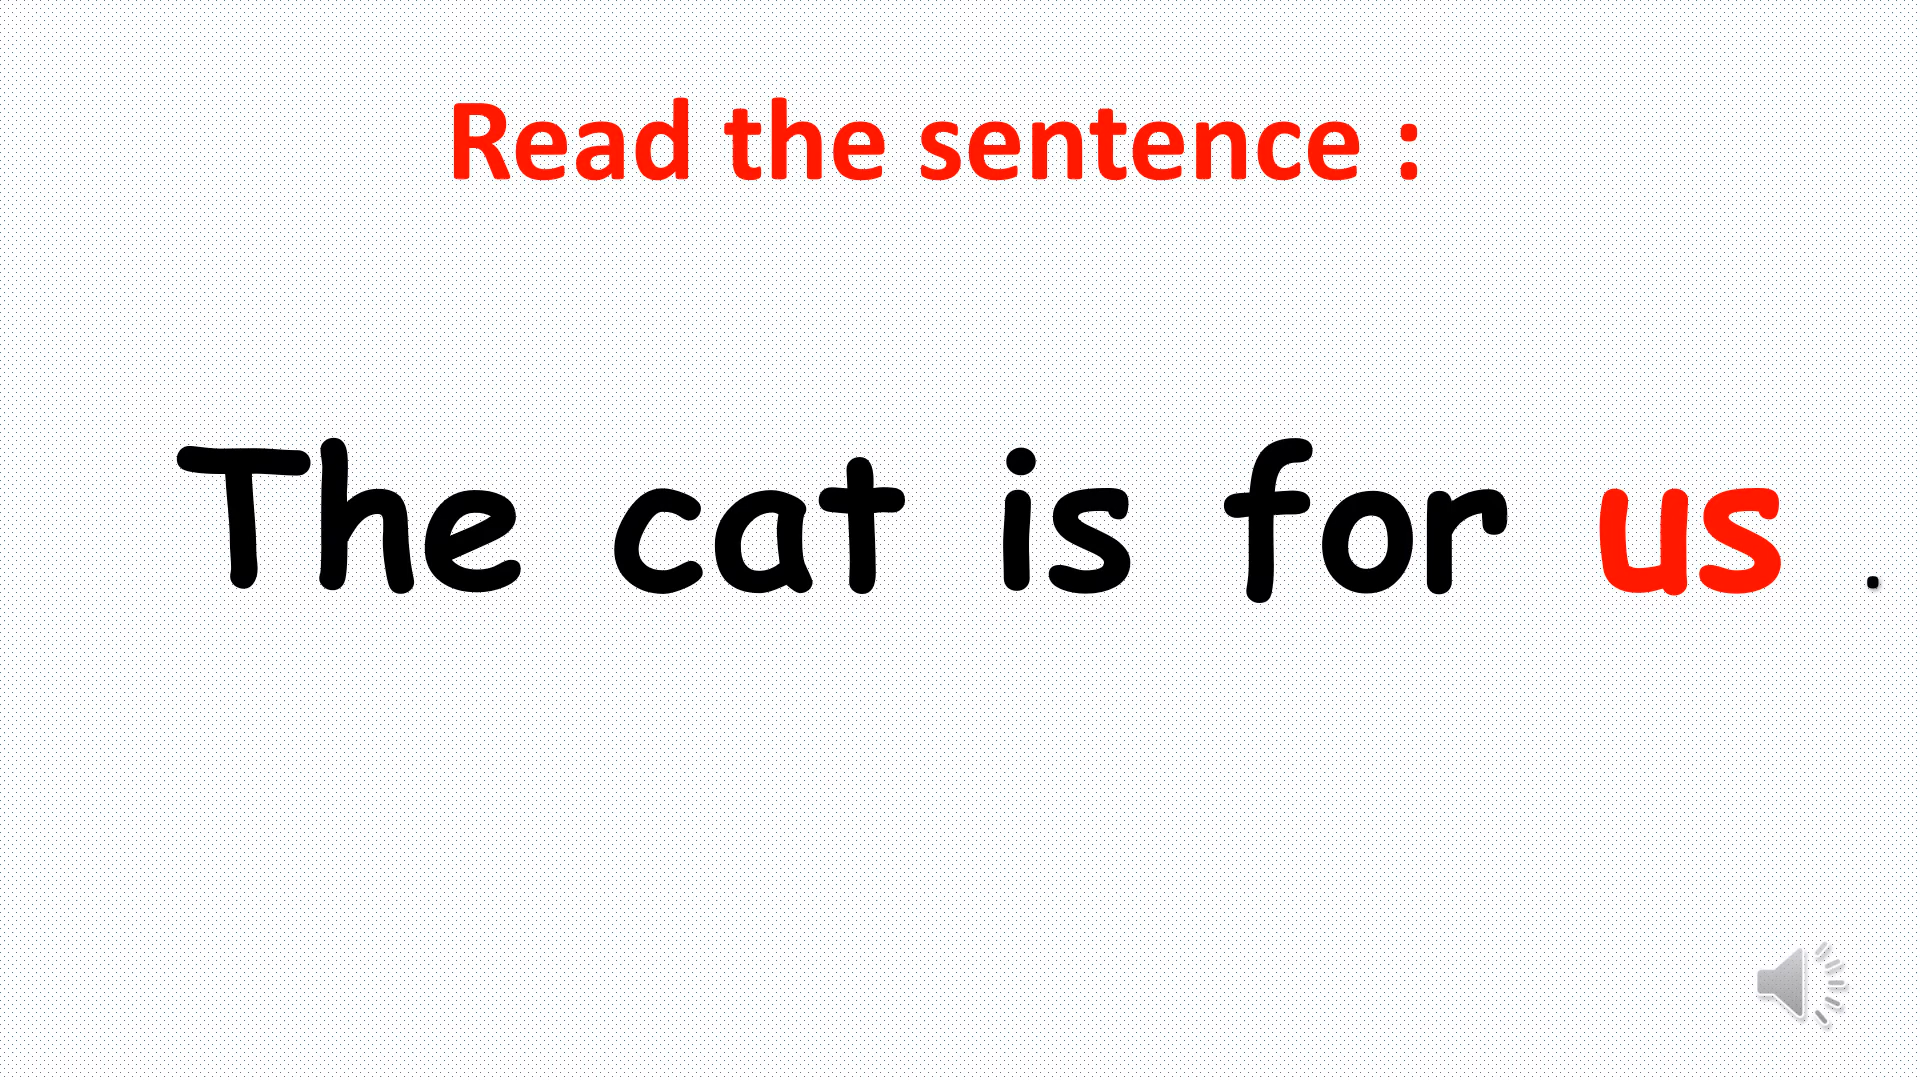 Read the sentence :
The cat is for us .